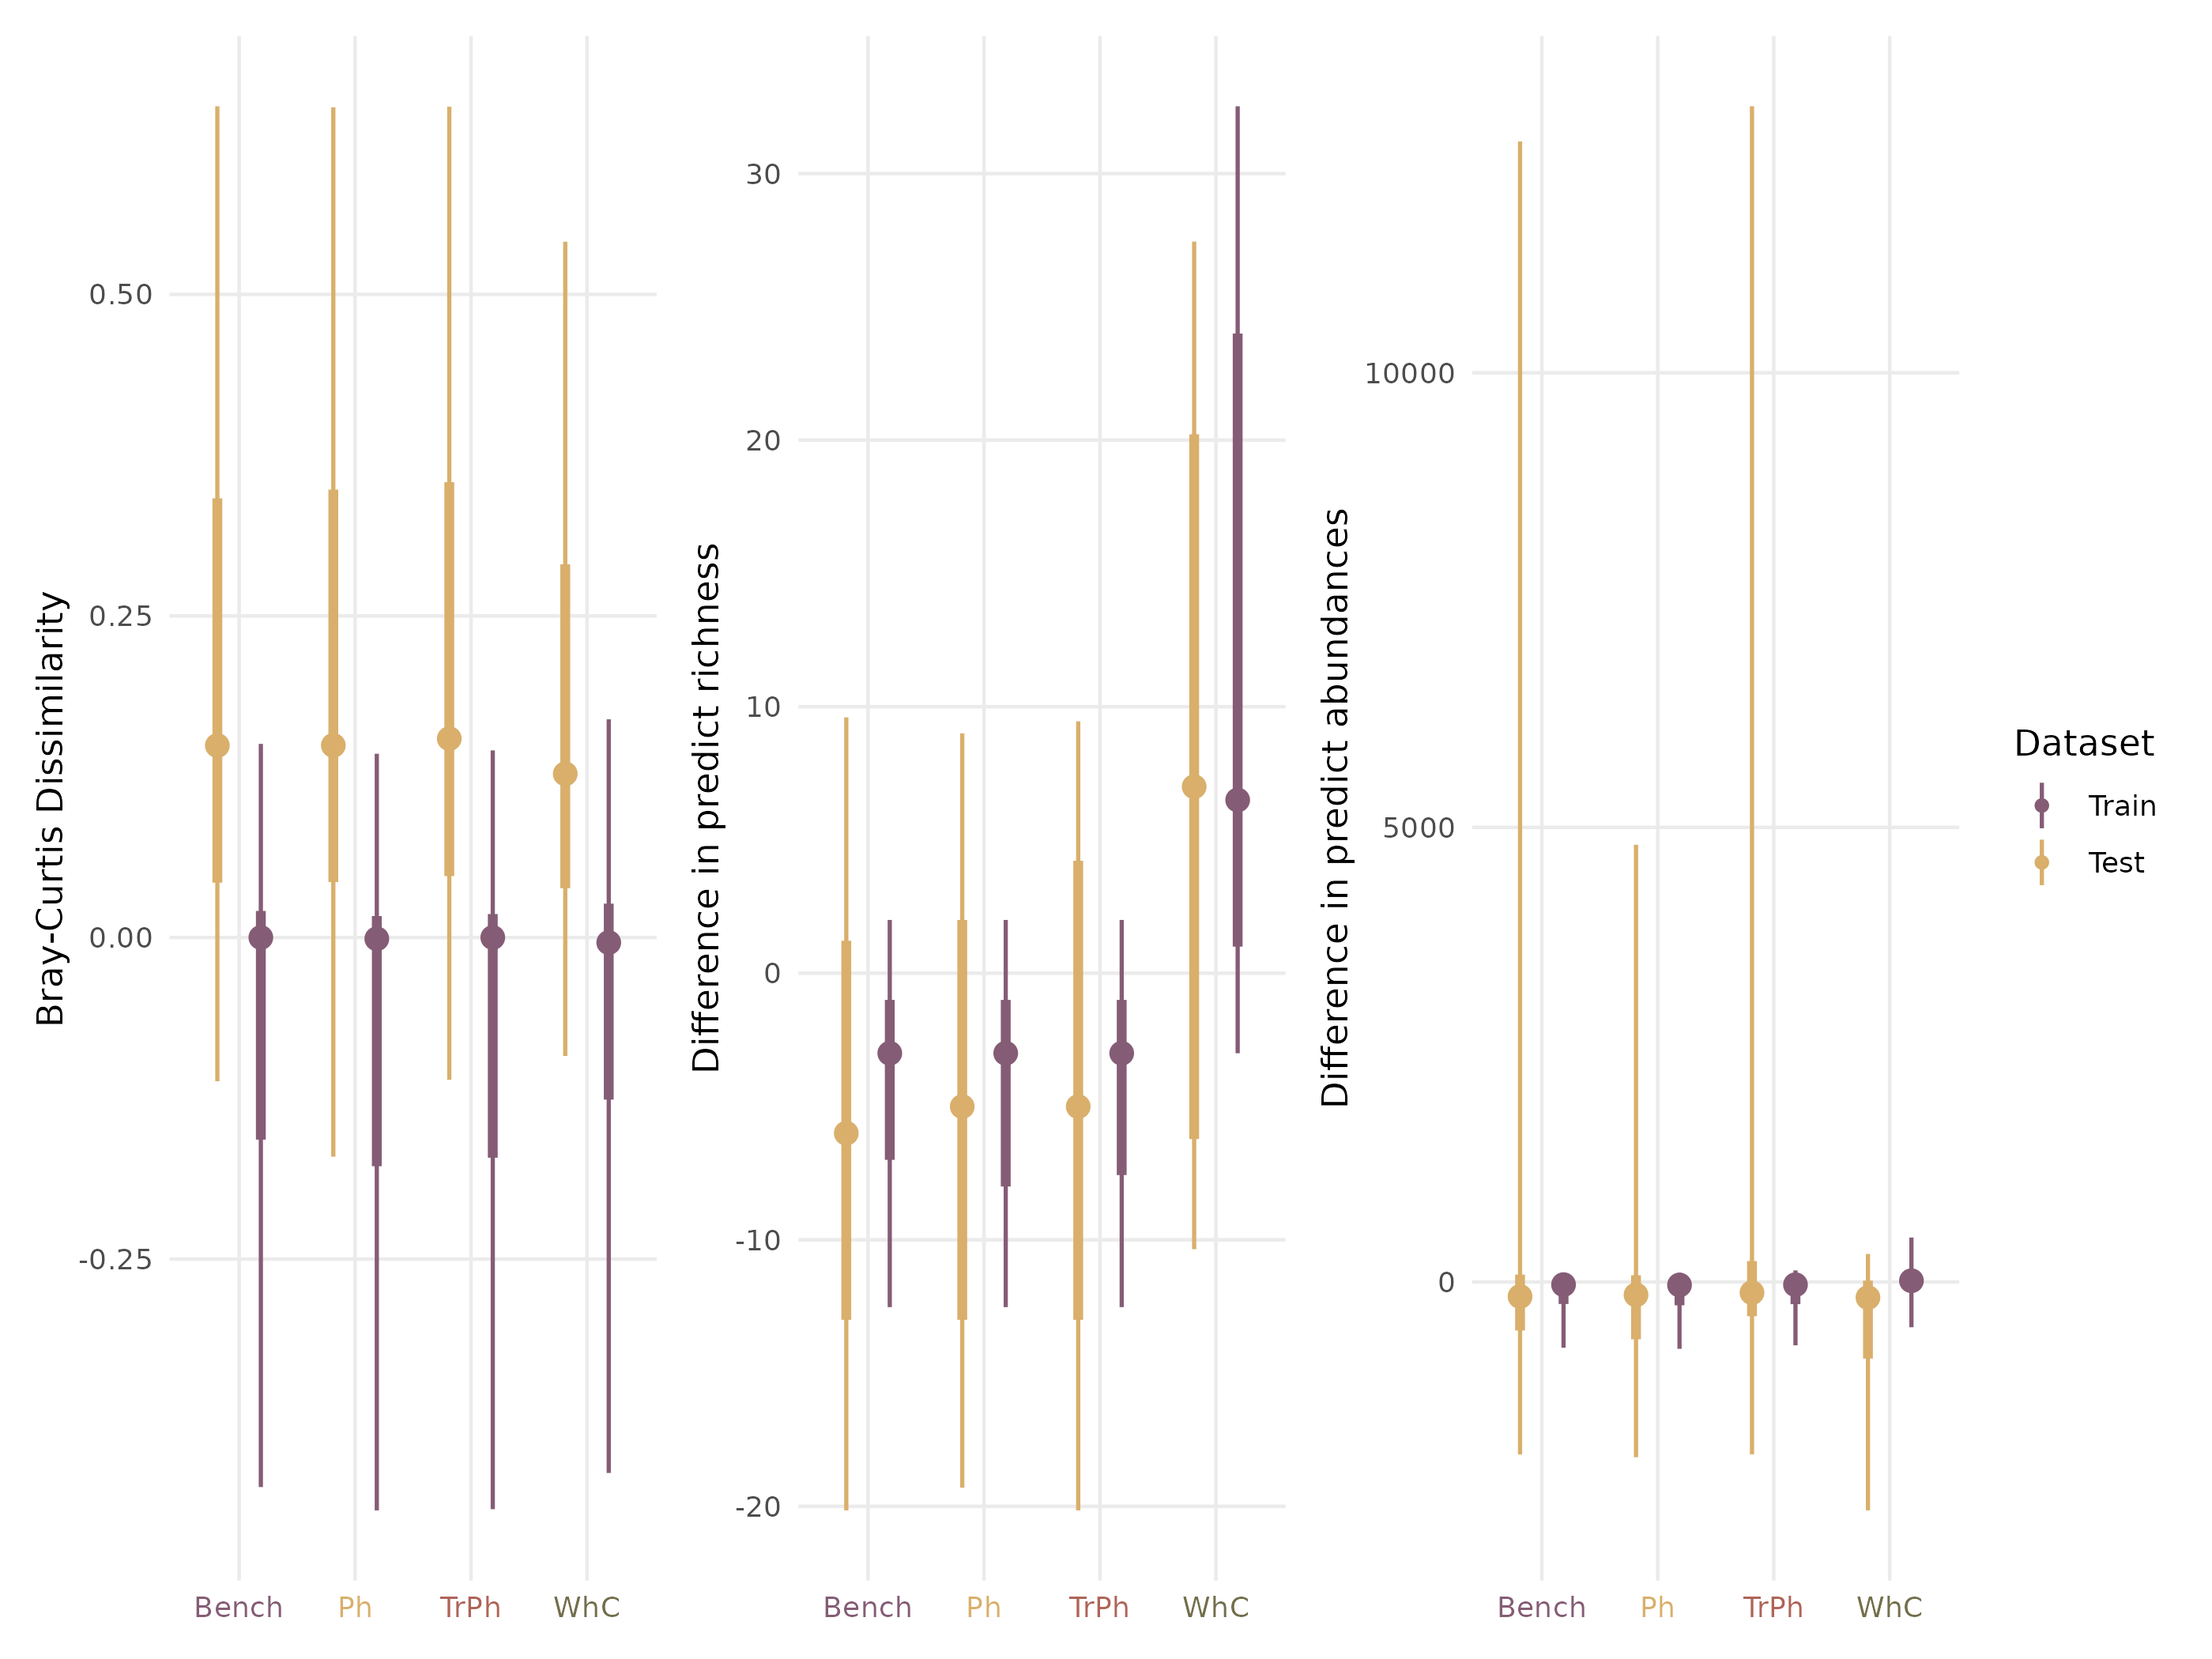 Bray-Curtis Dissimilarity
0.50
0.25
0.00
-0.25
Bench Ph TrPh WhC
Difference in predict richness
30
20
10
0
-10
-20
Bench Ph TrPh WhC
Difference in predict abundances
10000
5000
0
Bench Ph TrPh WhC
Dataset
Train
Test